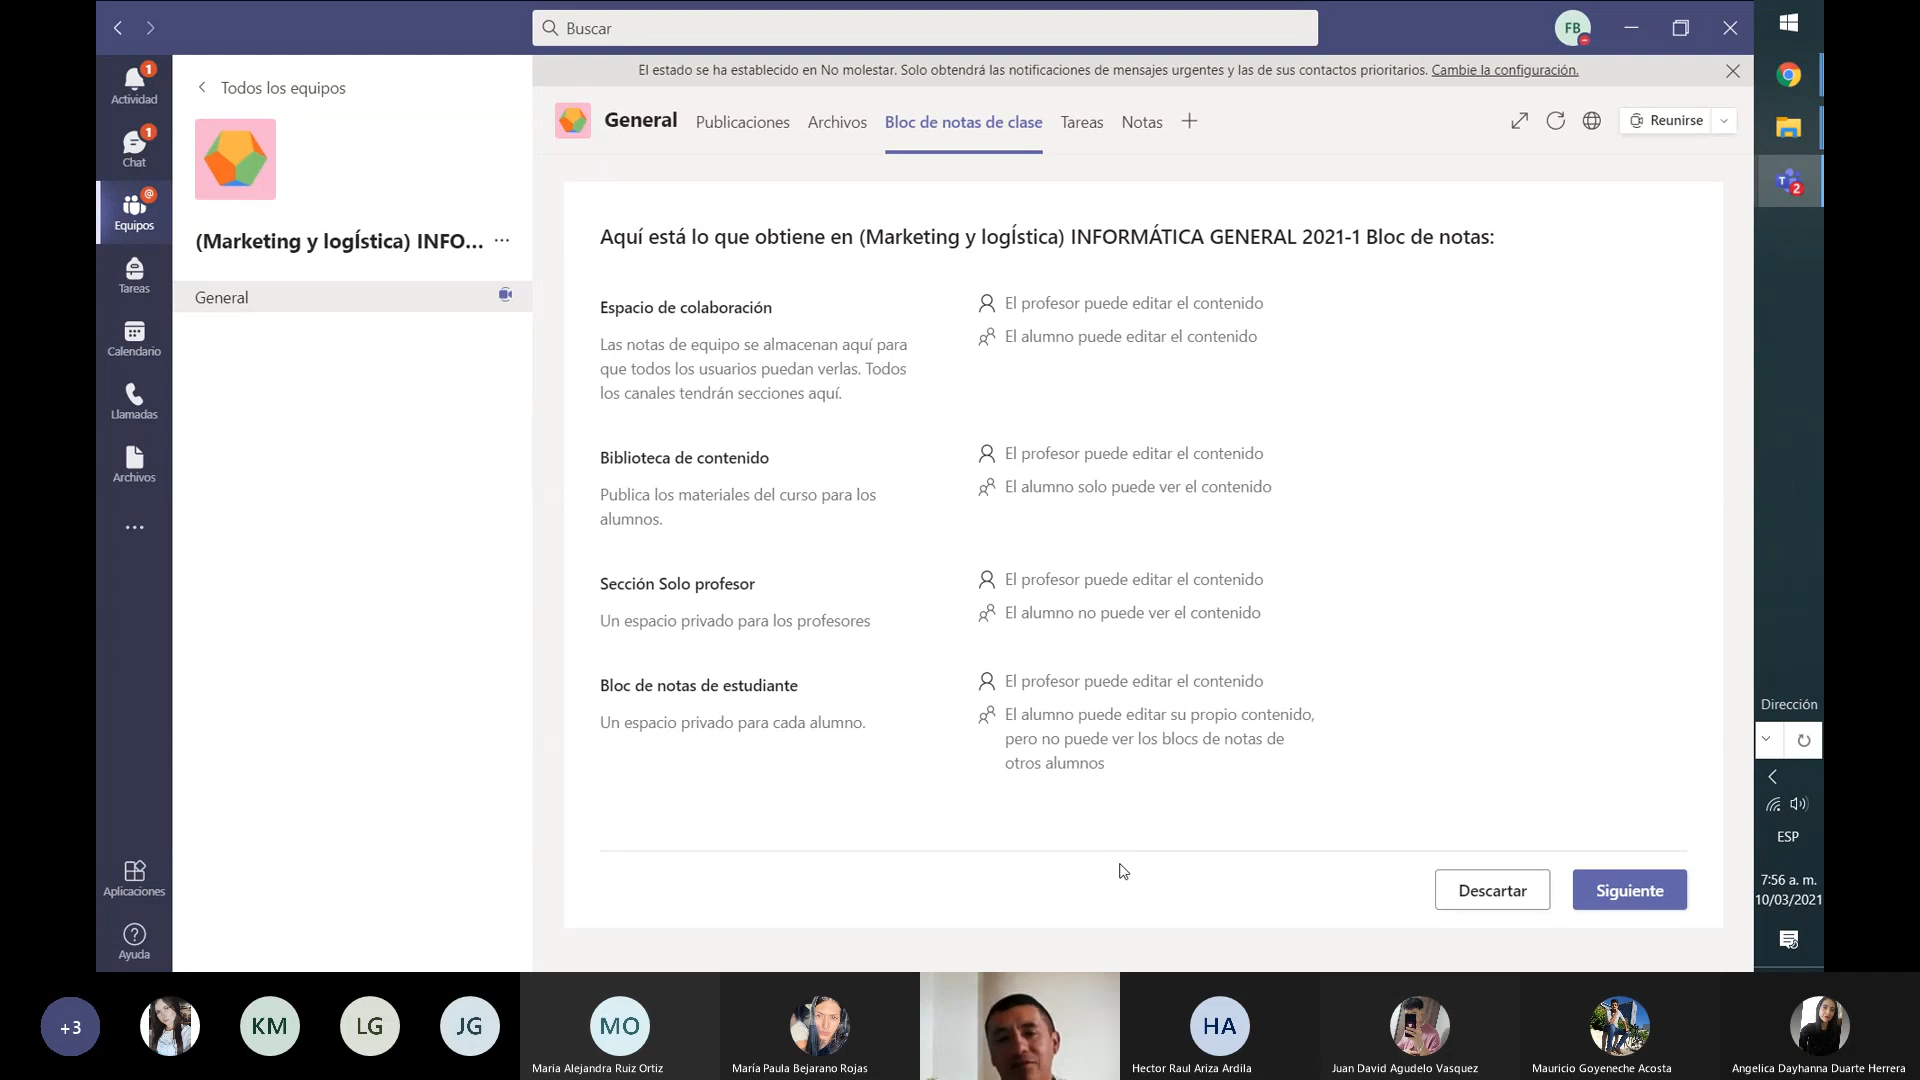 Buscar
FB
El estado se ha establecido en No molestar. Solo obtendrá las notificaciones de mensajes urgentes y las de sus contactos prioritarios. Cambie la configuración.
1
Actividad
1
Chat
@
Equipos
Tareas
Calendario
Llamadas
Archivos
Aplicaciones
Ayuda
Todos los equipos
(Marketing y logÍstica) INFO...
General
General
Publicaciones
Archivos
Bloc de notas de clase
Tareas
Notas
Reunirse
Aquí está lo que obtiene en (Marketing y logÍstica) INFORMÁTICA GENERAL 2021-1 Bloc de notas:
Espacio de colaboración
Las notas de equipo se almacenan aquí para
que todos los usuarios puedan verlas. Todos
los canales tendrán secciones aquí.
El profesor puede editar el contenido
El alumno puede editar el contenido
Biblioteca de contenido
Publica los materiales del curso para los
alumnos.
El profesor puede editar el contenido
El alumno solo puede ver el contenido
Sección Solo profesor
Un espacio privado para los profesores
El profesor puede editar el contenido
El alumno no puede ver el contenido
Bloc de notas de estudiante
Un espacio privado para cada alumno.
El profesor puede editar el contenido
El alumno puede editar su propio contenido,
pero no puede ver los blocs de notas de
otros alumnos
Descartar
Siguiente
T
2
Dirección
ESP
7:56 a. m.
10/03/2021
+3
KM
LG
JG
MO
Maria Alejandra Ruiz Ortiz
María Paula Bejarano Rojas
HA
Hector Raul Ariza Ardila
Juan David Agudelo Vasquez
Mauricio Goyeneche Acosta
Angelica Dayhanna Duarte Herrera